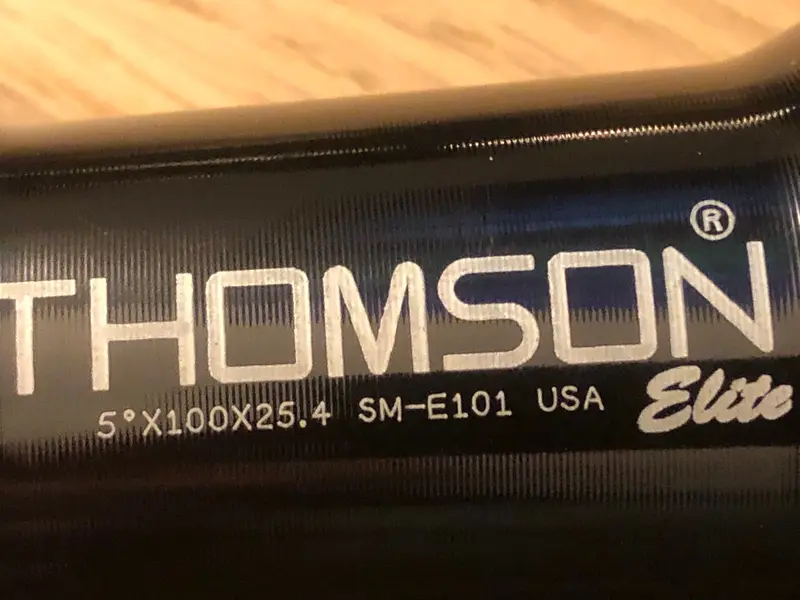 THOMSON®
Elite
5°X100X25.4 SM-E101 USA